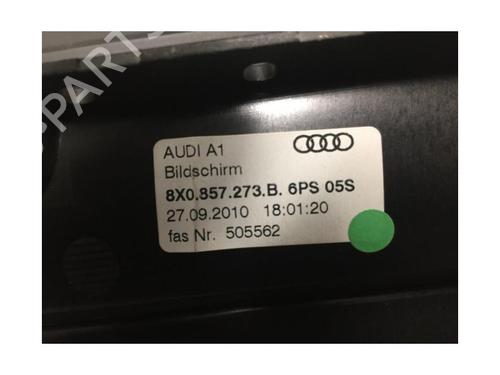 AUDI A1
Bildschirm
8X0.857.273.B. 6PS 05S
27.09.2010 18:01:20
fas Nr. 505562